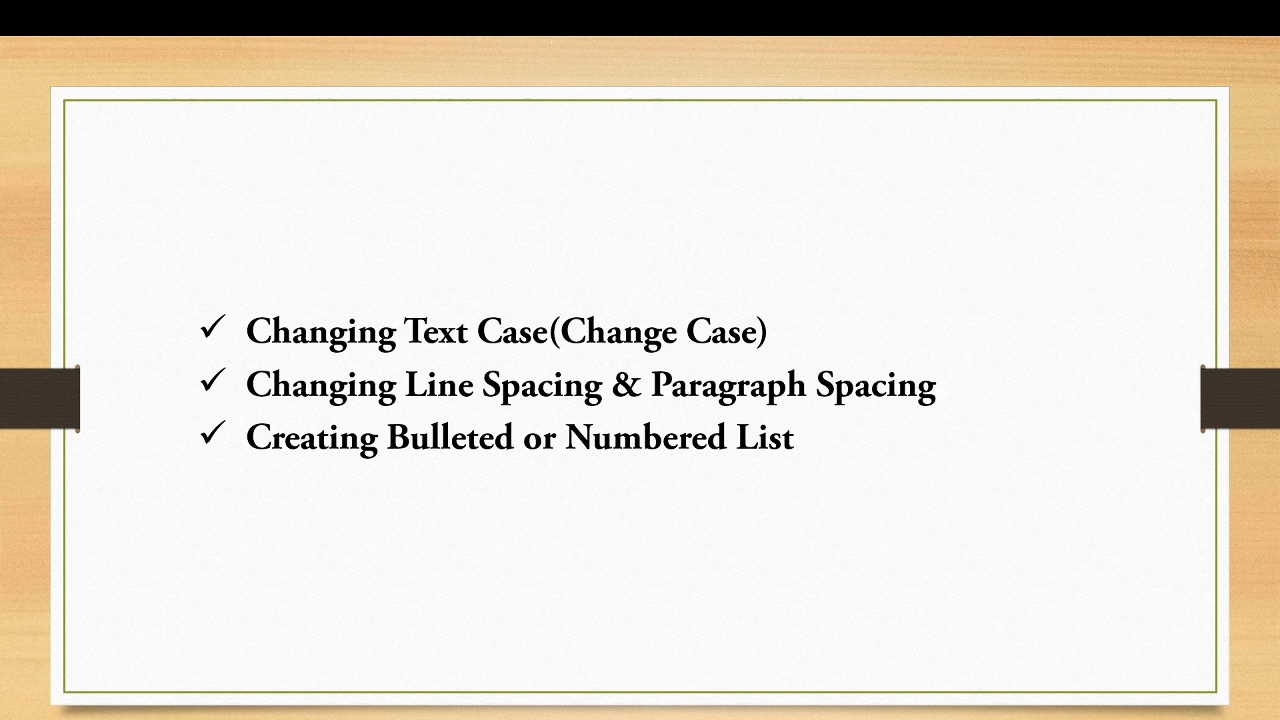 ✓ Changing Text Case(Change Case)
✓ Changing Line Spacing & Paragraph Spacing
✓ Creating Bulleted or Numbered List